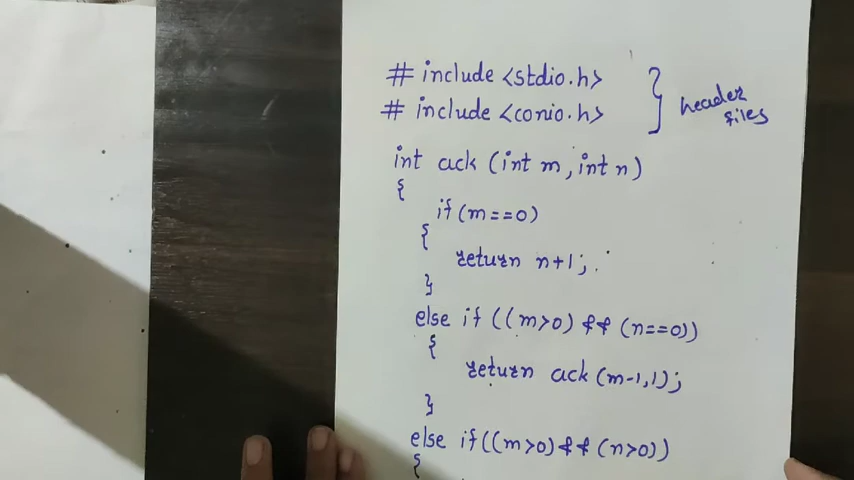 # include <stdio.h>
# include <conio.h>
header
files
int ack (int m, int n)
{
if (m==0)
{
return n+1;
}
else if ((m>0) && (n==0))
{
return ack (m-1,1);
}
else if ((m>0) && (n>0))
{